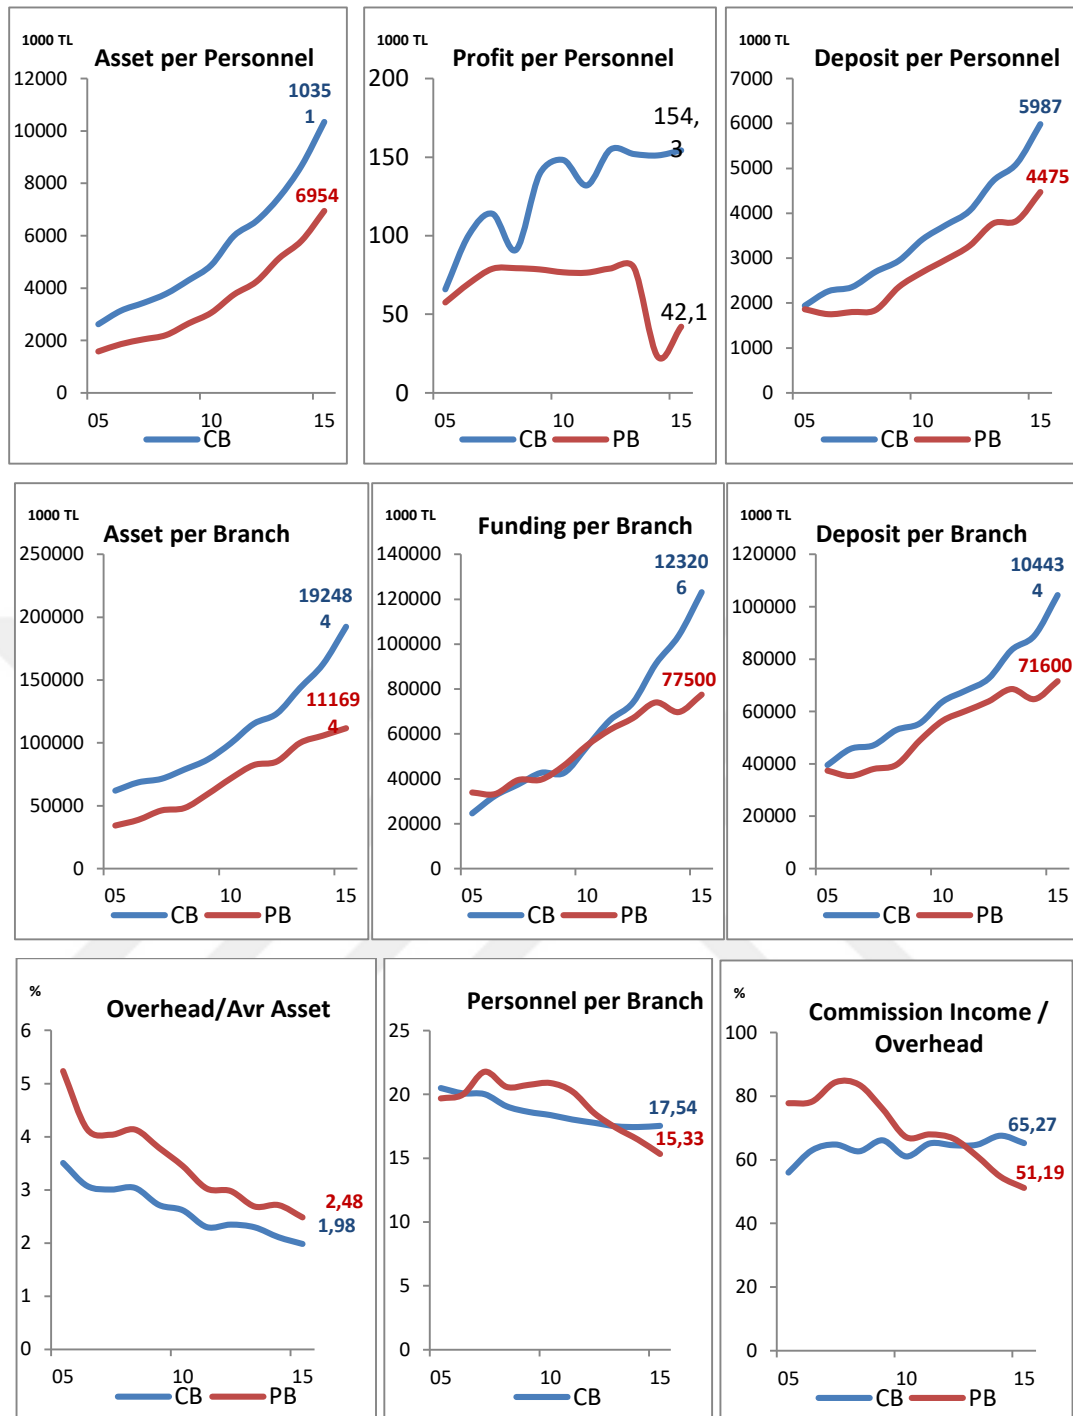 1000 TL
Asset per Personnel
12000
10000
8000
6000
4000
2000
0
1035
1
6954
05 10 15
CB
Profit per Personnel
200
150
100
50
0
154,
3
42,1
05 10 15
CB PB
1000 TL
Deposit per Personnel
7000
6000
5000
4000
3000
2000
1000
0
5987
4475
05 10 15
CB PB
1000 TL
Asset per Branch
250000
200000
150000
100000
50000
0
19248
4
11169
4
05 10 15
CB PB
1000 TL
Funding per Branch
140000
120000
100000
80000
60000
40000
20000
0
12320
6
77500
05 10 15
CB PB
1000 TL
Deposit per Branch
120000
100000
80000
60000
40000
20000
0
10443
4
71600
05 10 15
CB PB
%
Overhead/Avr Asset
6
5
4
3
2
1
0
2,48
1,98
05 10 15
CB PB
Personnel per Branch
25
20
15
10
5
0
17,54
15,33
05 10 15
CB
%
Commission Income /
Overhead
100
80
60
40
20
0
65,27
51,19
05 10 15
CB PB